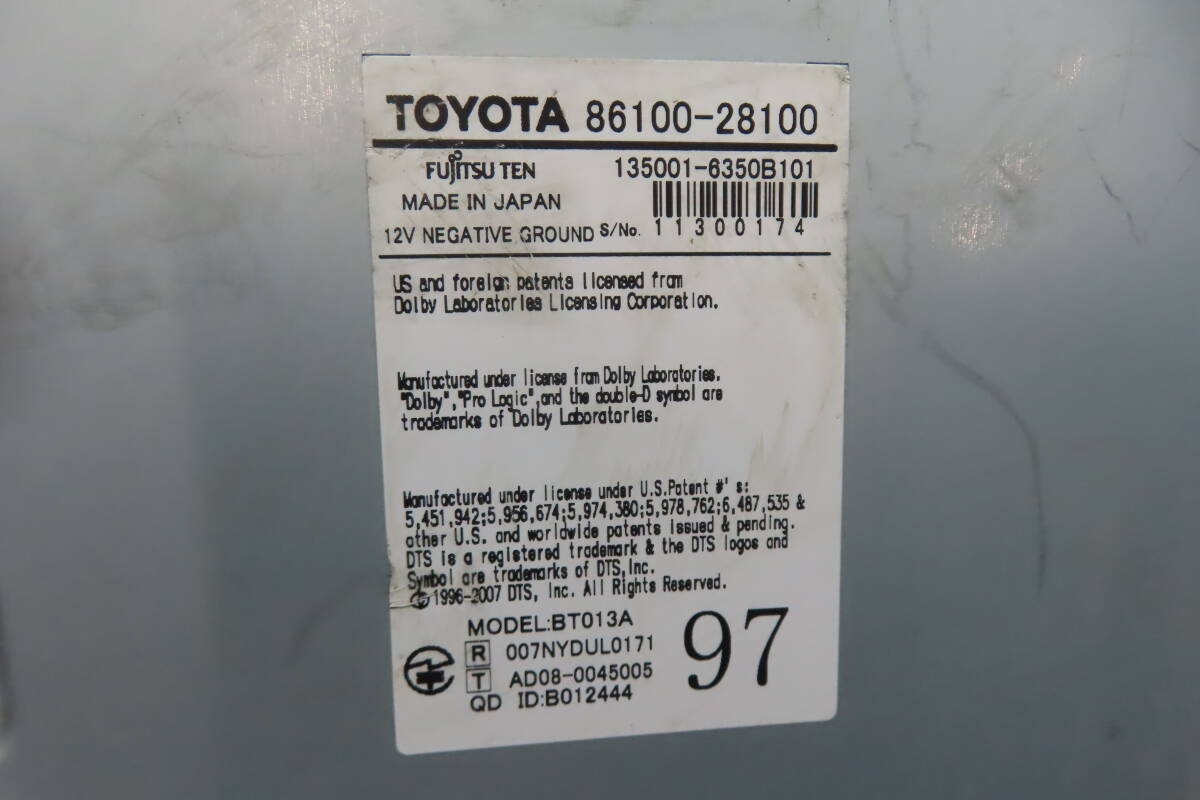 TOYOTA 86100-28100
FUJITSU TEN 135001-6350B101
MADE IN JAPAN
12V NEGATIVE GROUND S/No. 11300174
US and foreign patents licensed from
Dolby Laboratories Licensing Corporation.
Manufactured under license from Dolby Laboratories.
"Dolby","Pro Logic",and the double-D symbol are
trademarks of Dolby Laboratories.
Manufactured under license under U.S.Patent #' s:
5,451,942;5,956,674;5,974,380;5,978,762;6,487,535 &
other U.S. and worldwide patents issued & pending.
DTS is a registered trademark & the DTS logos and
Symbol are trademarks of DTS,Inc.
© 1996-2007 DTS, Inc. All Rights Reserved.
MODEL:BT013A
R 007NYDUL0171
T AD08-0045005
QD ID:B012444
97